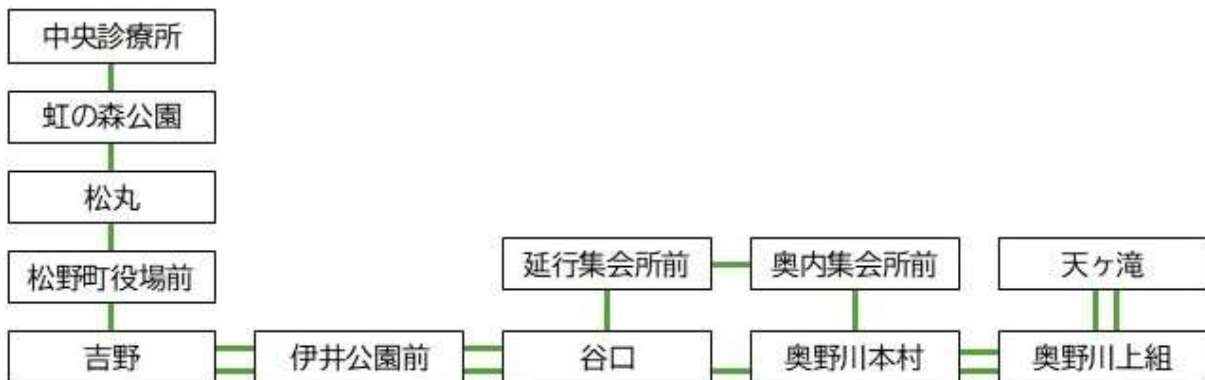 中央診療所
虹の森公園
松丸
松野町役場前
延行集会所前 奥内集会所前 天ヶ滝
吉野 伊井公園前 谷口 奥野川本村 奥野川上組